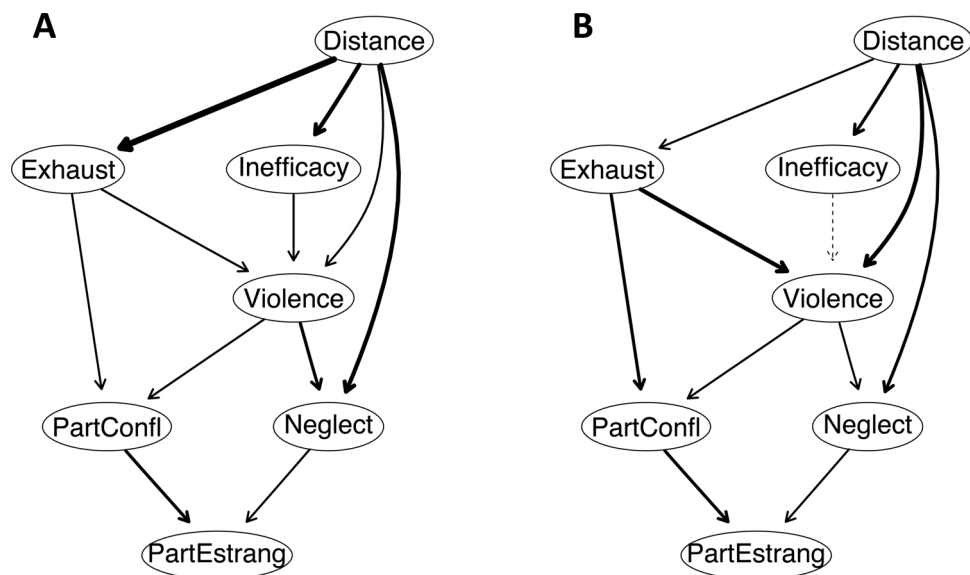 A
Distance
Exhaust
Inefficacy
Violence
PartConfl
Neglect
PartEstrang
B
Distance
Exhaust
Inefficacy
Violence
PartConfl
Neglect
PartEstrang